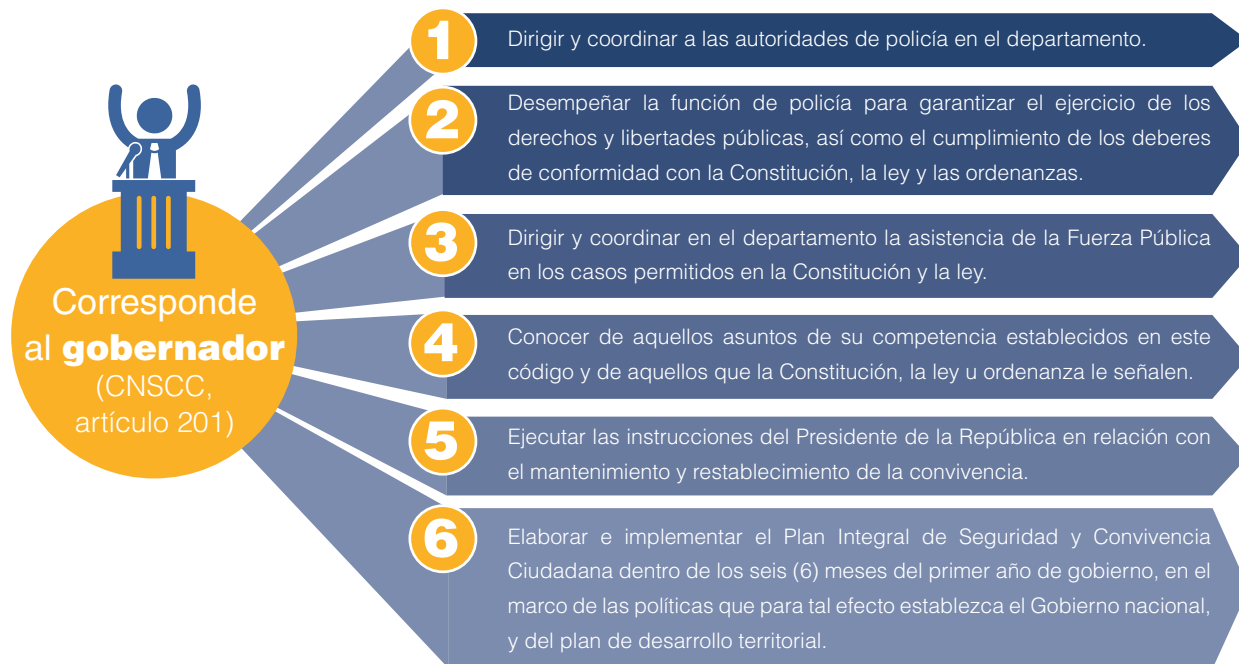 Corresponde
al gobernador
(CNSCC,
artículo 201)
1
Dirigir y coordinar a las autoridades de policía en el departamento.
2
Desempeñar la función de policía para garantizar el ejercicio de los
derechos y libertades públicas, así como el cumplimiento de los deberes
de conformidad con la Constitución, la ley y las ordenanzas.
3
Dirigir y coordinar en el departamento la asistencia de la Fuerza Pública
en los casos permitidos en la Constitución y la ley.
4
Conocer de aquellos asuntos de su competencia establecidos en este
código y de aquellos que la Constitución, la ley u ordenanza le señalen.
5
Ejecutar las instrucciones del Presidente de la República en relación con
el mantenimiento y restablecimiento de la convivencia.
6
Elaborar e implementar el Plan Integral de Seguridad y Convivencia
Ciudadana dentro de los seis (6) meses del primer año de gobierno, en el
marco de las políticas que para tal efecto establezca el Gobierno nacional,
y del plan de desarrollo territorial.